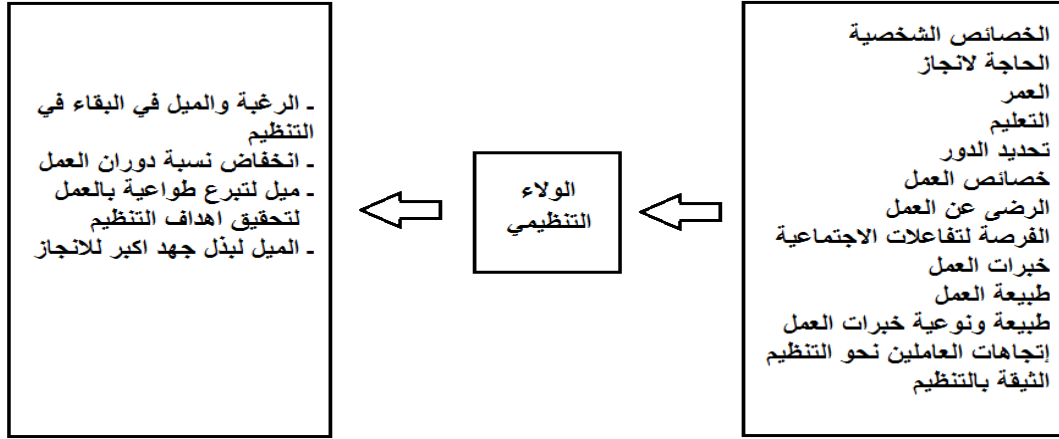 الخصائص الشخصية
الحاجة لانجاز
العمر
التعليم
تحديد الدور
خصائص العمل
الرضى عن العمل
الفرصة لتفاعلات الاجتماعية
خبرات العمل
طبيعة العمل
طبيعة ونوعية خبرات العمل
إتجاهات العاملين نحو التنظيم
الثيقة بالتنظيم
الولاء
التنظيمي
ـ الرغبة والميل في البقاء في
التنظيم
ـ انخفاض نسبة دوران العمل
ـ ميل لتبرع طواعية بالعمل
لتحقيق اهداف التنظيم
ـ الميل لبذل جهد اكبر للانجاز